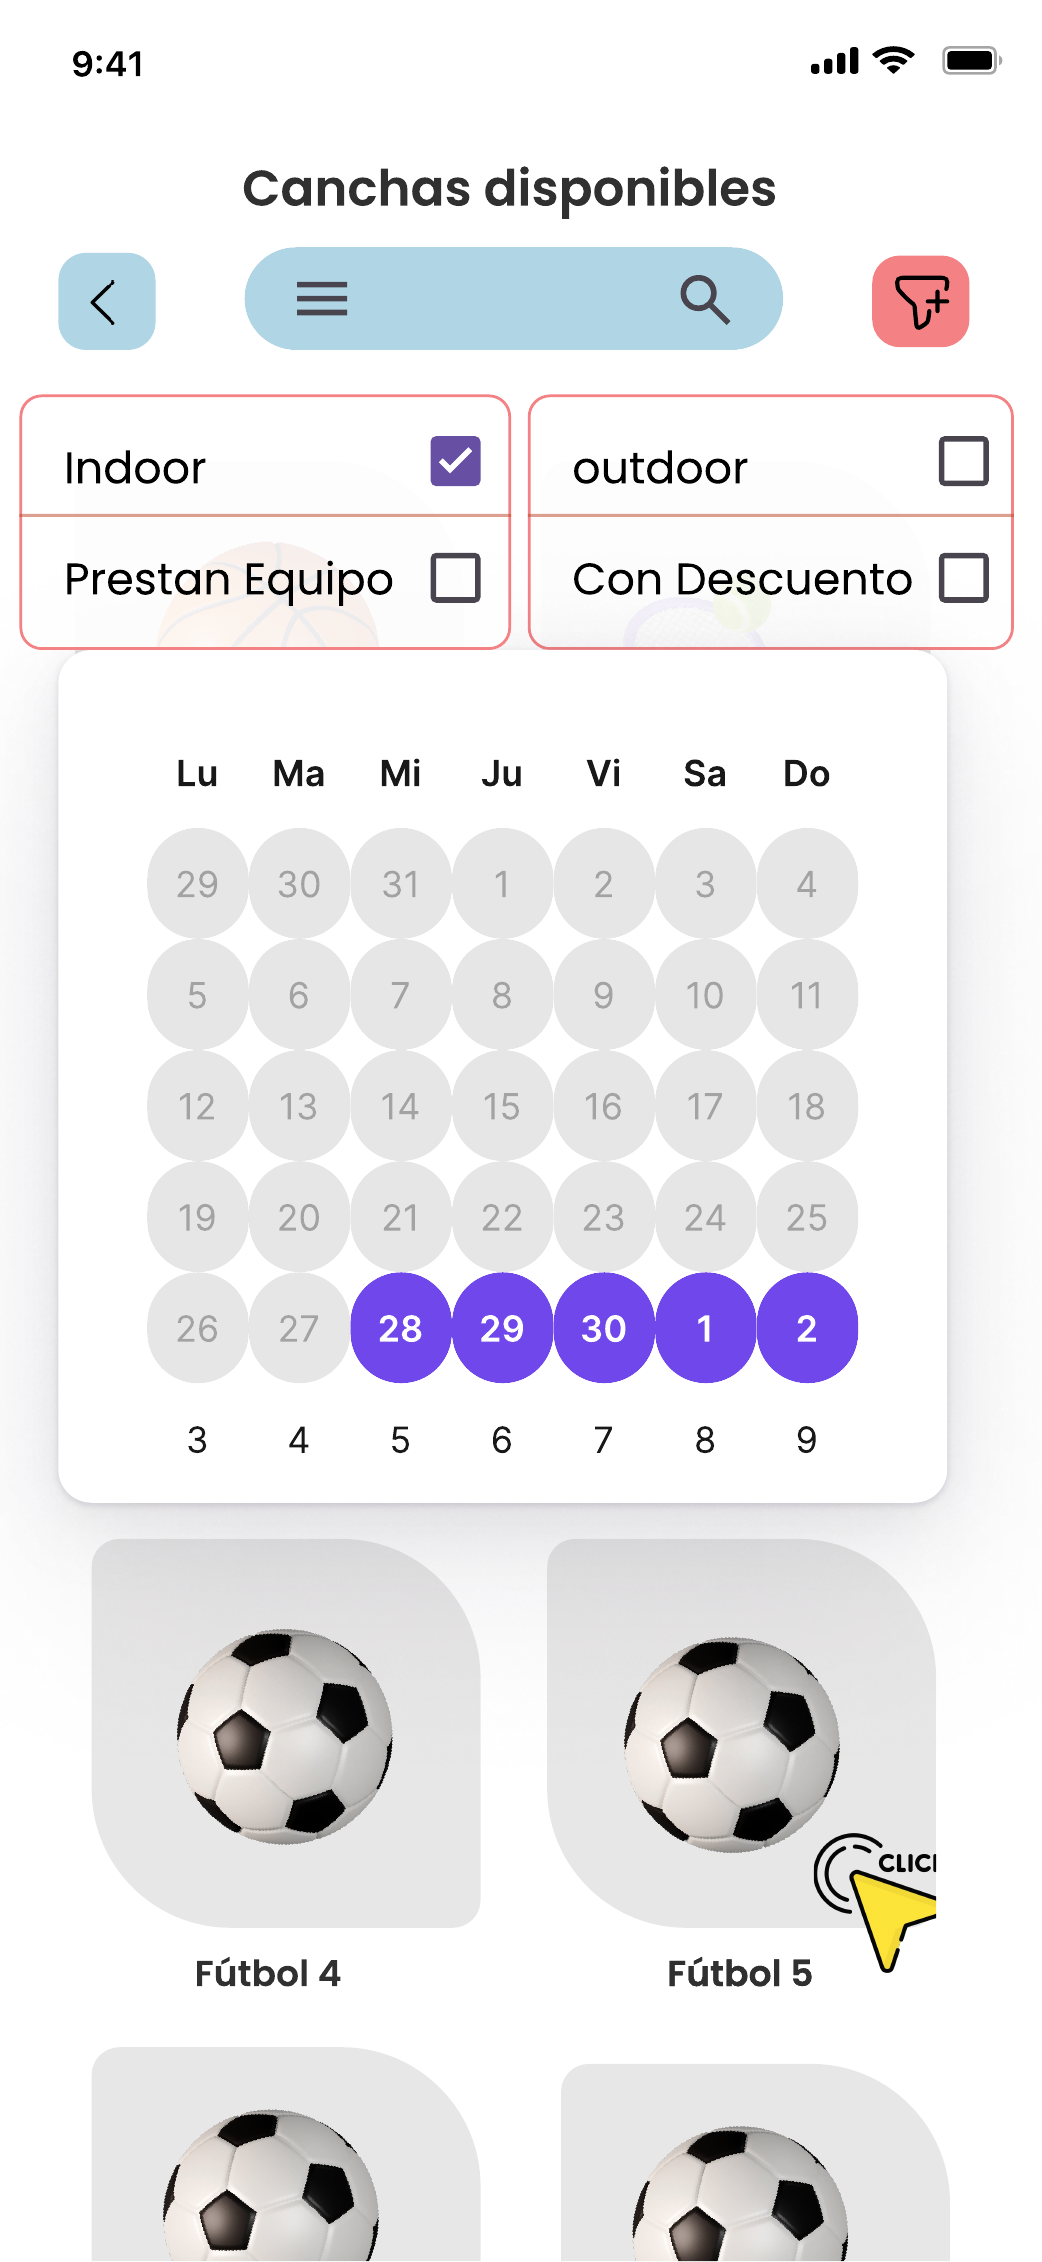 9:41
Canchas disponibles
Indoor
outdoor
Prestan Equipo
Con Descuento
Lu Ma Mi Ju Vi Sa Do
29 30 31 1 2 3 4
5 6 7 8 9 10 11
12 13 14 15 16 17 18
19 20 21 22 23 24 25
26 27 28 29 30 1 2
3 4 5 6 7 8 9
Fútbol 4
Fútbol 5